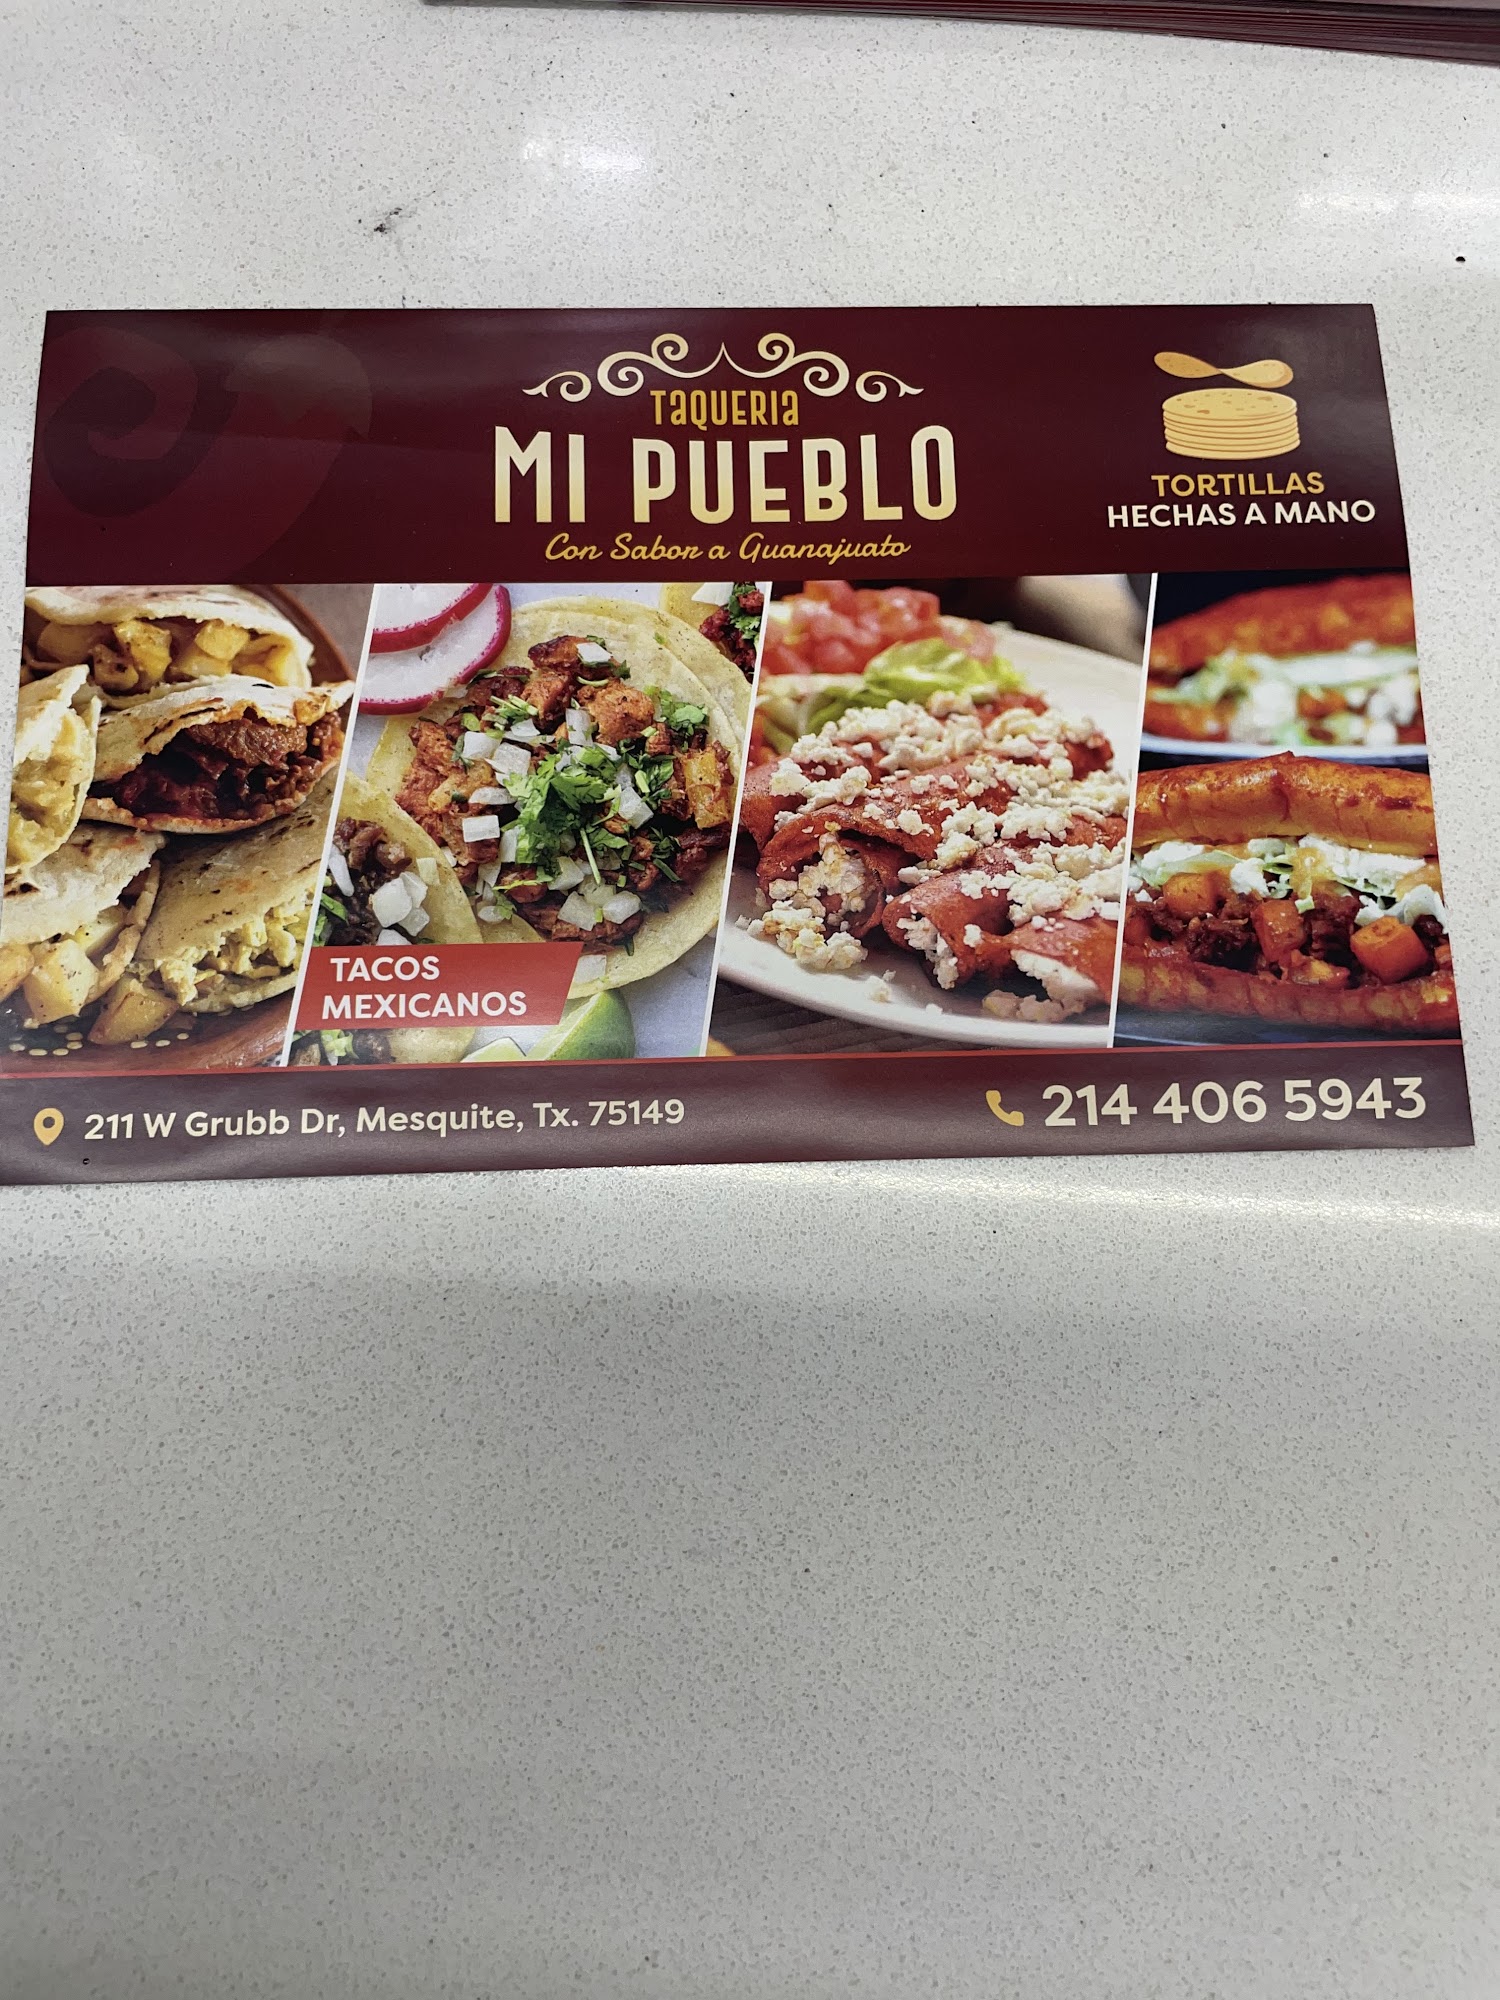 TAQUERIA
MI PUEBLO
Con Sabor a Guanajuato
TORTILLAS
HECHAS A MANO
TACOS
MEXICANOS
211 W Grubb Dr, Mesquite, Tx. 75149
214 406 5943